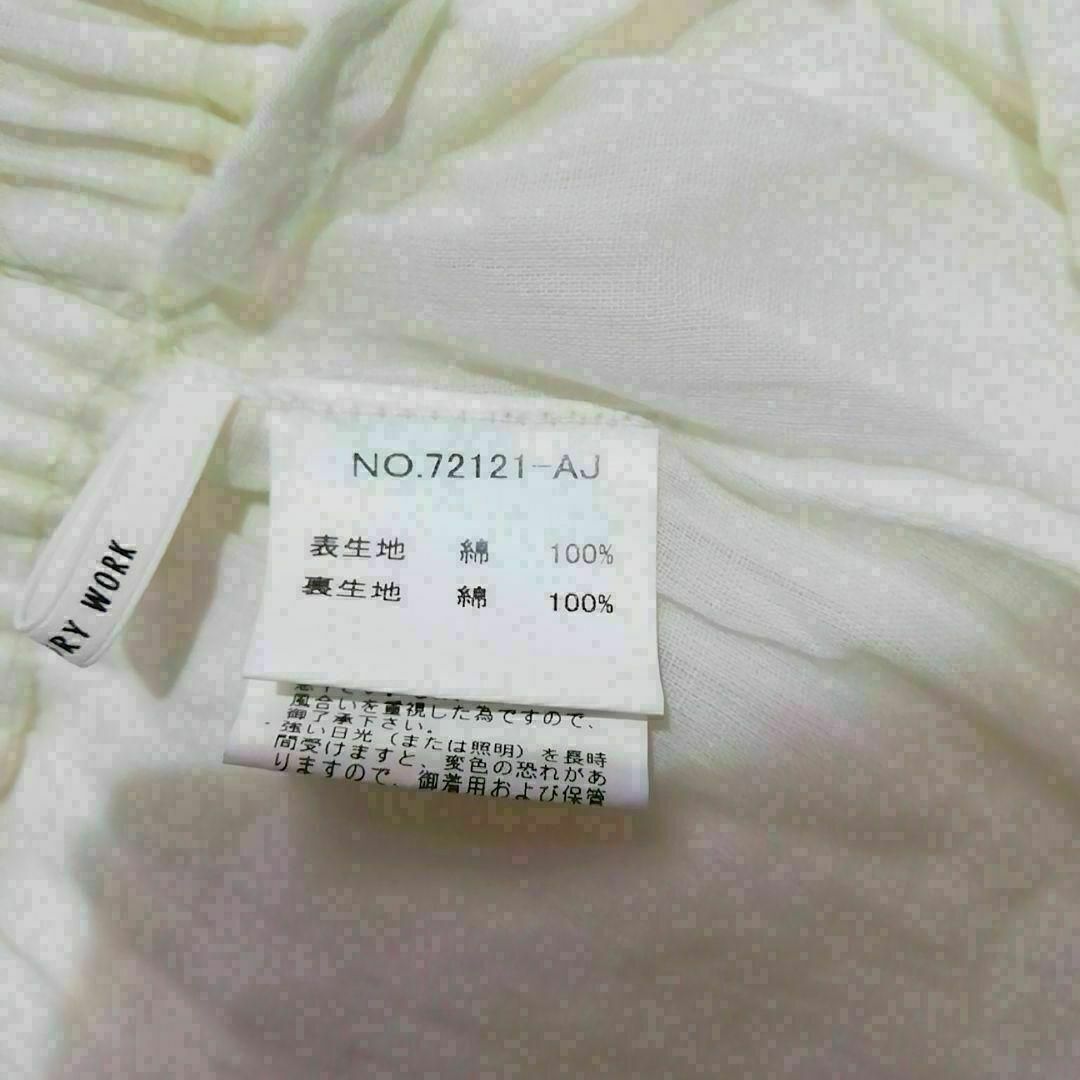 NO.72121-AJ
表生地 綿 100%
裏生地 綿 100%
RY WORK
風合いを重視した為ですので、
御了承下さい。
強い日光（または照明）を長時
間受けますと、変色の恐れがあ
りますので、御着用および保管